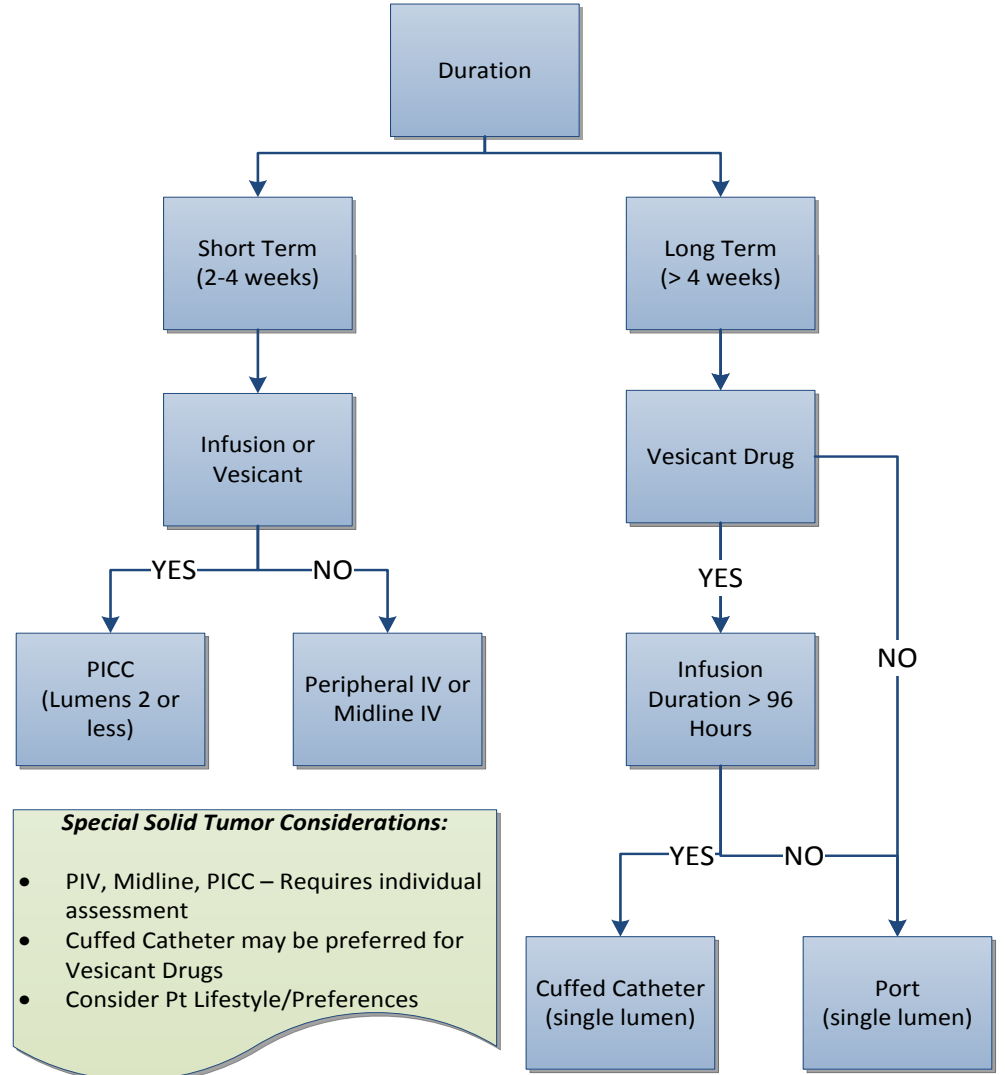 Duration
Short Term
(2-4 weeks)
Long Term
(> 4 weeks)
Infusion or
Vesicant
Vesicant Drug
YES
NO
YES
NO
PICC
(Lumens 2 or
less)
Peripheral IV or
Midline IV
Infusion
Duration > 96
Hours
Special Solid Tumor Considerations:
• PIV, Midline, PICC – Requires individual
assessment
• Cuffed Catheter may be preferred for
Vesicant Drugs
• Consider Pt Lifestyle/Preferences
YES
NO
Cuffed Catheter
(single lumen)
Port
(single lumen)